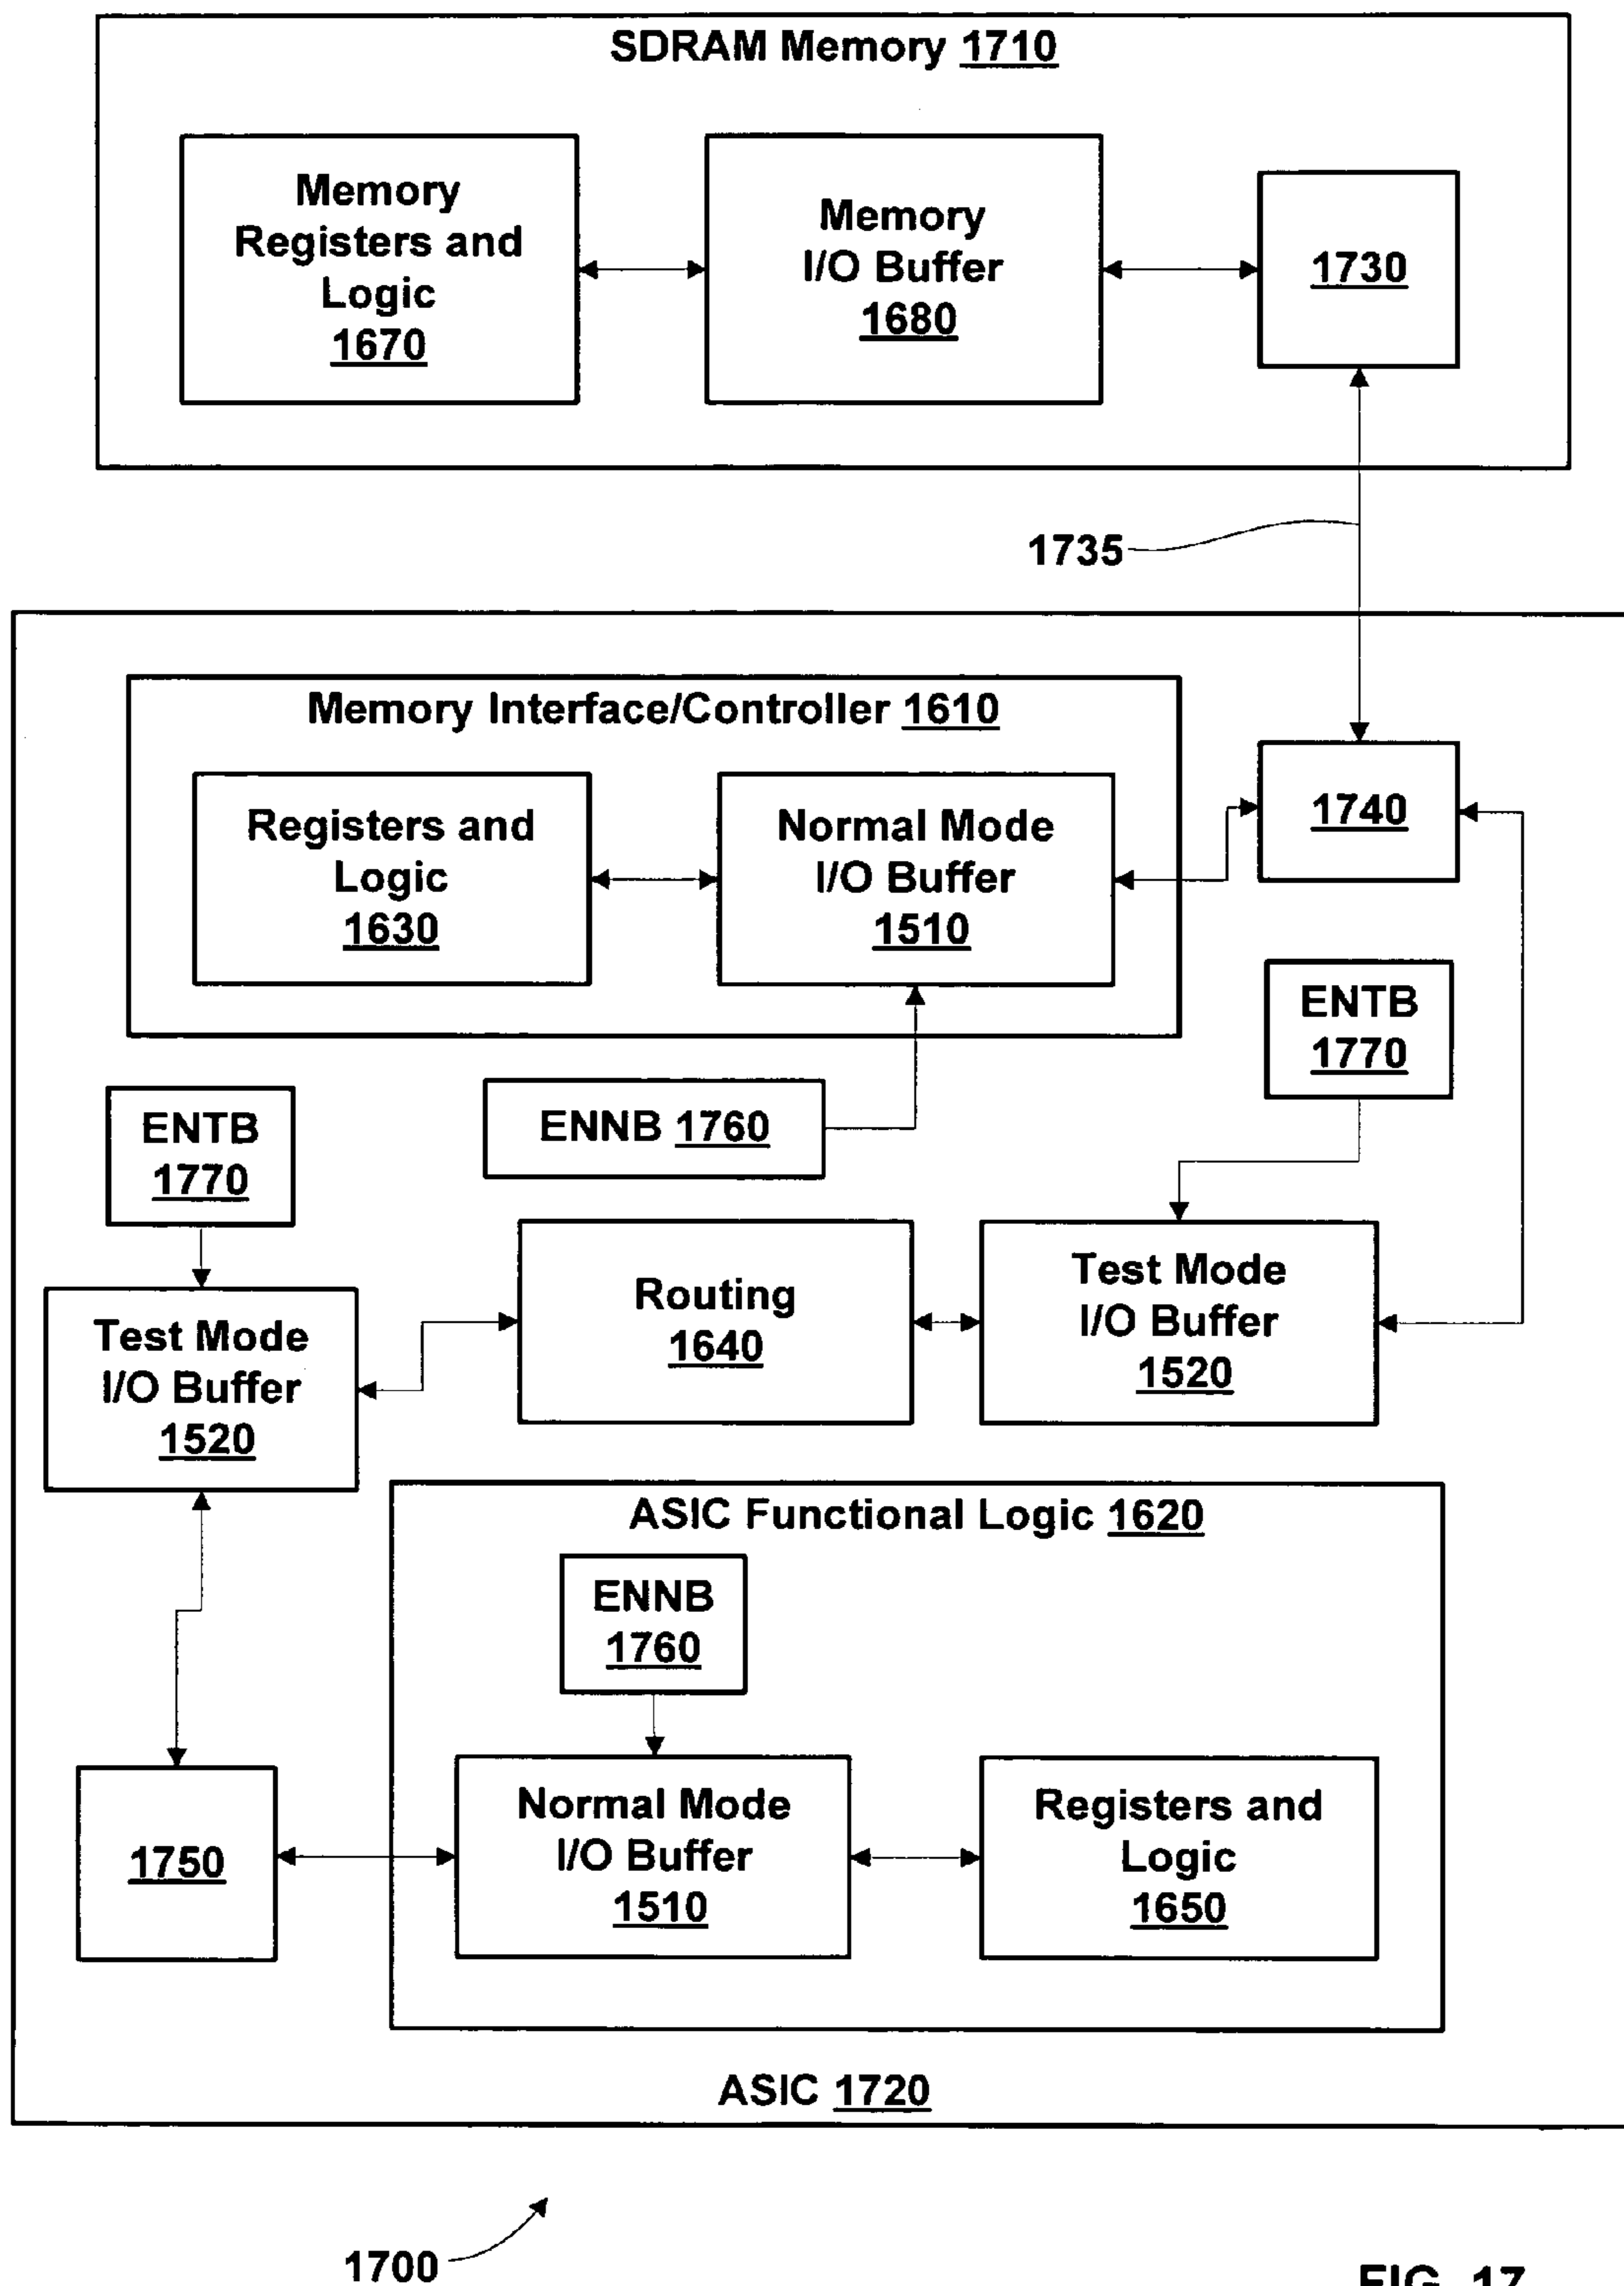 SDRAM Memory 1710
Memory
Registers and
Logic
1670
Memory
I/O Buffer
1680
1730
1735
Memory Interface/Controller 1610
Registers and
Logic
1630
Normal Mode
I/O Buffer
1510
1740
ENTB
1770
ENNB 1760
ENTB
1770
Test Mode
I/O Buffer
1520
Routing
1640
Test Mode
I/O Buffer
1520
ASIC Functional Logic 1620
ENNB
1760
1750
Normal Mode
I/O Buffer
1510
Registers and
Logic
1650
ASIC 1720
1700
FIG. 17